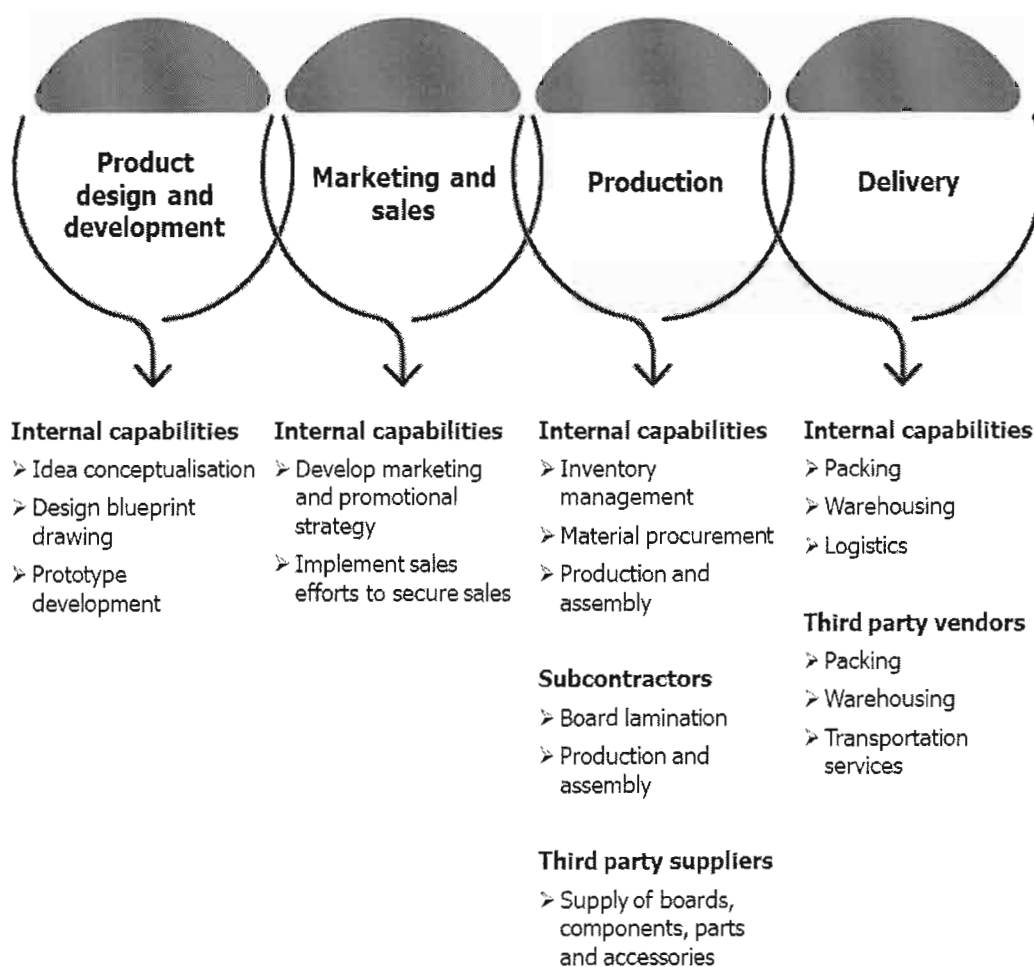 Product
design and
development
Marketing and
sales
Production
Delivery
Internal capabilities
➢ Idea conceptualisation
➢ Design blueprint
drawing
➢ Prototype
development
Internal capabilities
➢ Develop marketing
and promotional
strategy
➢ Implement sales
efforts to secure sales
Internal capabilities
➢ Inventory
management
➢ Material procurement
➢ Production and
assembly
Subcontractors
➢ Board lamination
➢ Production and
assembly
Third party suppliers
➢ Supply of boards,
components, parts
and accessories
Internal capabilities
➢ Packing
➢ Warehousing
➢ Logistics
Third party vendors
➢ Packing
➢ Warehousing
➢ Transportation
services